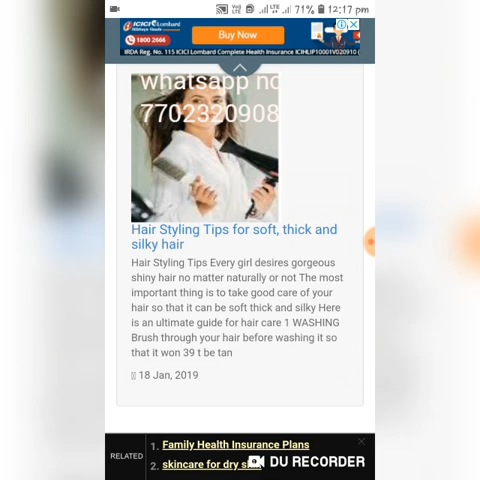 71% 12:17 pm
ICICI Lombard
Nibhaye Vaade
1800 2666
Buy Now
IRDA Reg. No. 115 ICICI Lombard Complete Health Insurance ICIHLIP10001V020910 (
whatsapp no
7702320908
Hair Styling Tips for soft, thick and
silky hair
Hair Styling Tips Every girl desires gorgeous
shiny hair no matter naturally or not The most
important thing is to take good care of your
hair so that it can be soft thick and silky Here
is an ultimate guide for hair care 1 WASHING
Brush through your hair before washing it so
that it won 39 t be tan
18 Jan, 2019
RELATED
1. Family Health Insurance Plans
2. skincare for dry
DU RECORDER